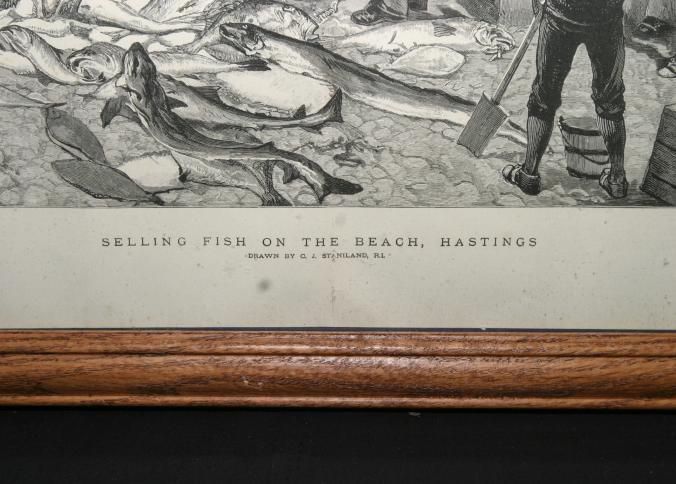 SELLING FISH ON THE BEACH, HASTINGS
DRAWN BY C. J. STANILAND, R.I.